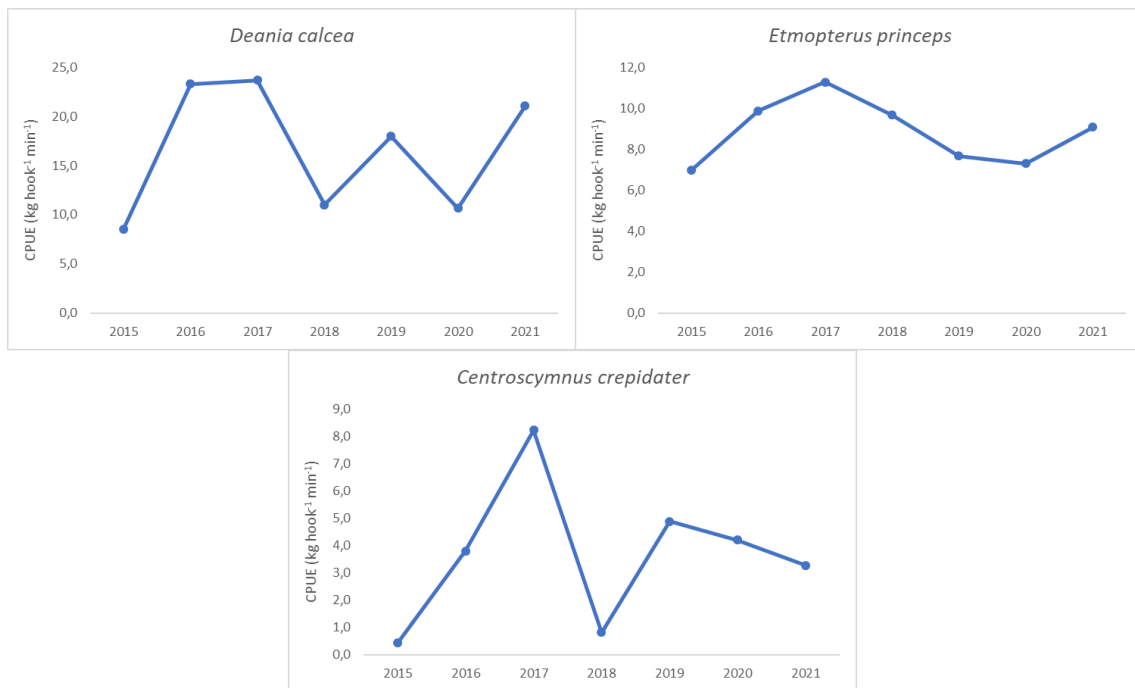 Deania calcea
CPUE (kg hook⁻¹ min⁻¹)
25,0
20,0
15,0
10,0
5,0
0,0
2015 2016 2017 2018 2019 2020 2021
Etmopterus princeps
CPUE (kg hook⁻¹ min⁻¹)
12,0
10,0
8,0
6,0
4,0
2,0
0,0
2015 2016 2017 2018 2019 2020 2021
Centroscymnus crepidater
CPUE (kg hook⁻¹ min⁻¹)
9,0
8,0
7,0
6,0
5,0
4,0
3,0
2,0
1,0
0,0
2015 2016 2017 2018 2019 2020 2021